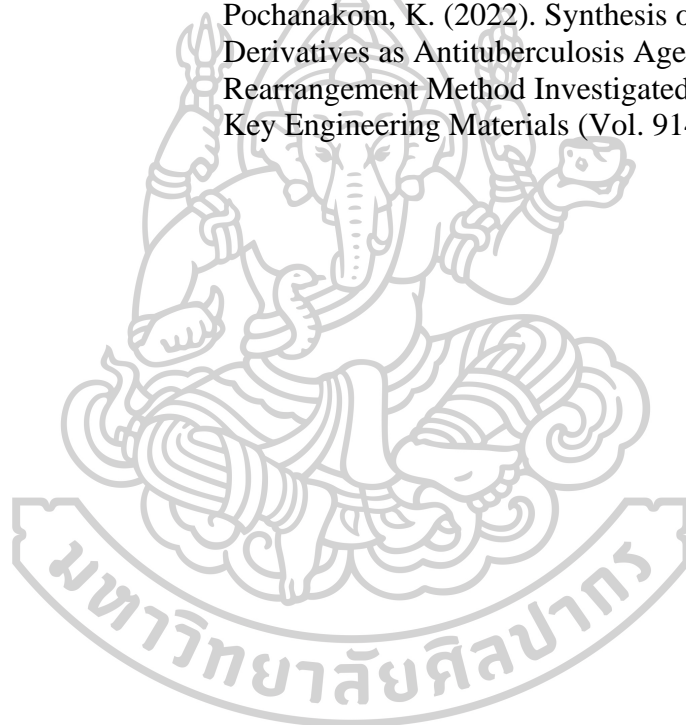 Pochanakom, K. (2022). Synthesis o
Derivatives as Antituberculosis Age
Rearrangement Method Investigated
Key Engineering Materials (Vol. 914
มหาวิทยาลัยศิลปากร